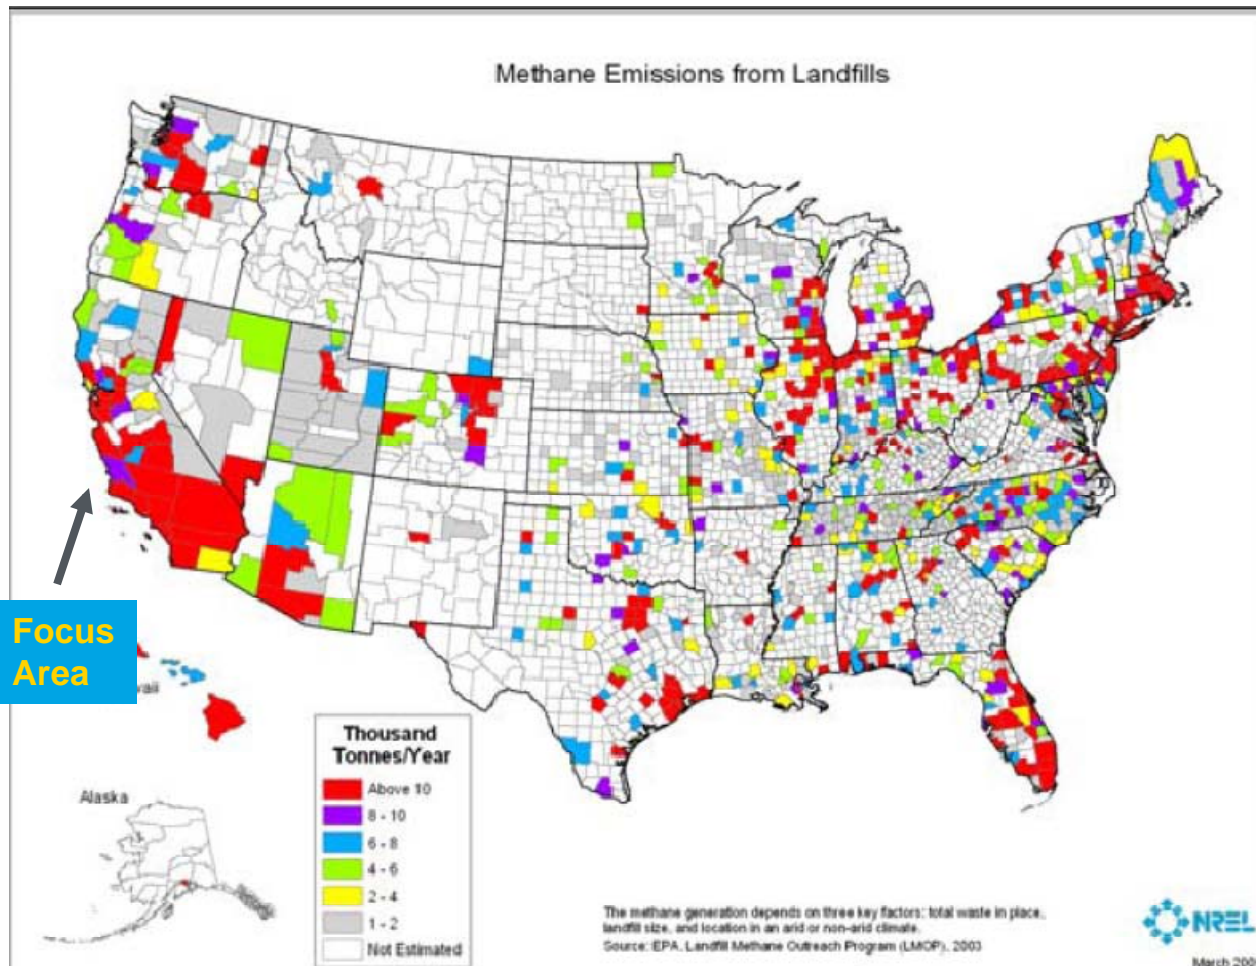 Methane Emissions from Landfills
Focus
Area
Alaska
Thousand
Tonnes/Year
Above 10
8 - 10
6 - 8
4 - 6
2 - 4
1 - 2
Not Estimated
The methane generation depends on three key factors: total waste in place,
landfill size, and location in an arid or non-arid climate.
Source: EPA, Landfill Methane Outreach Program (LMOP), 2003
NREL
March